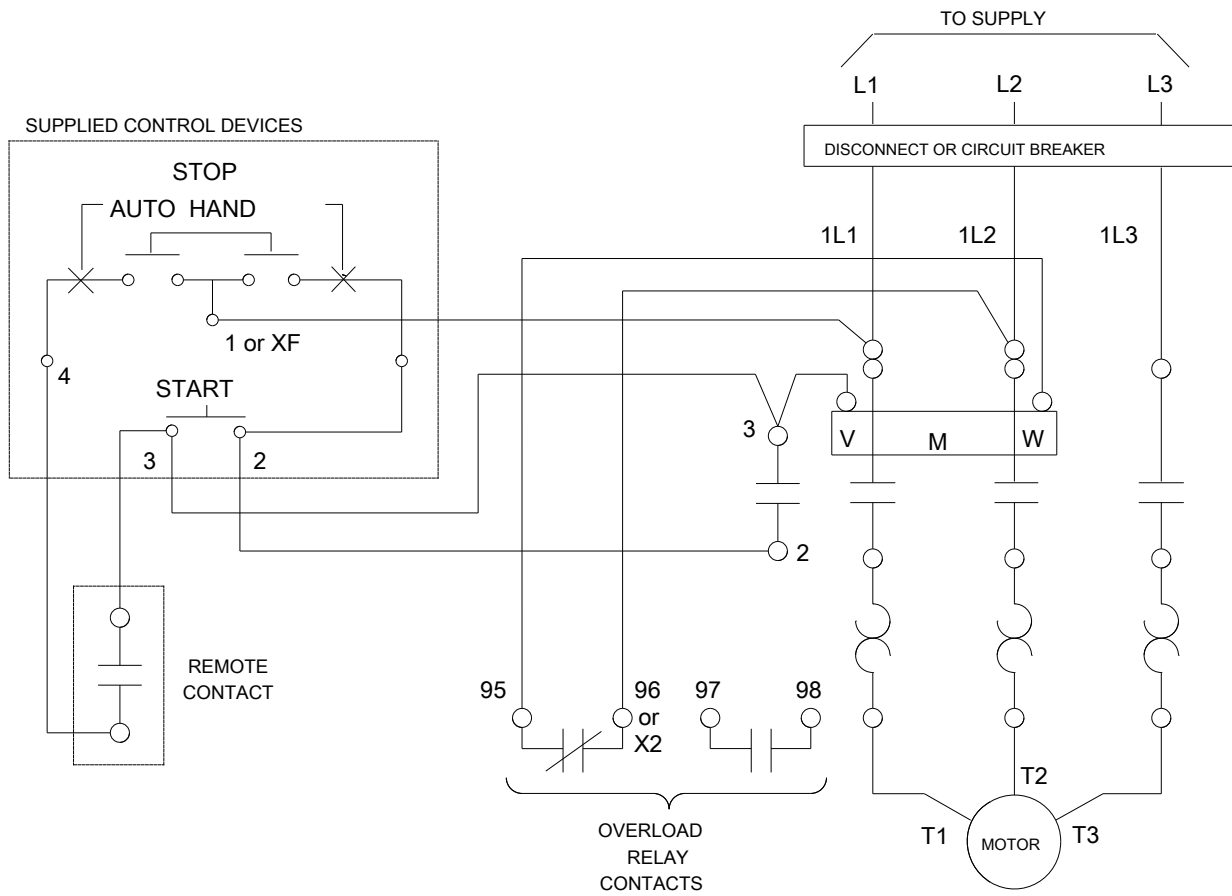 TO SUPPLY
L1 L2 L3
SUPPLIED CONTROL DEVICES
DISCONNECT OR CIRCUIT BREAKER
STOP
AUTO HAND
1L1 1L2 1L3
1 or XF
4
START
3
V M W
3 2
2
REMOTE
CONTACT
95 96 97 98
or
X2
T2
OVERLOAD
RELAY
CONTACTS
T1 MOTOR T3